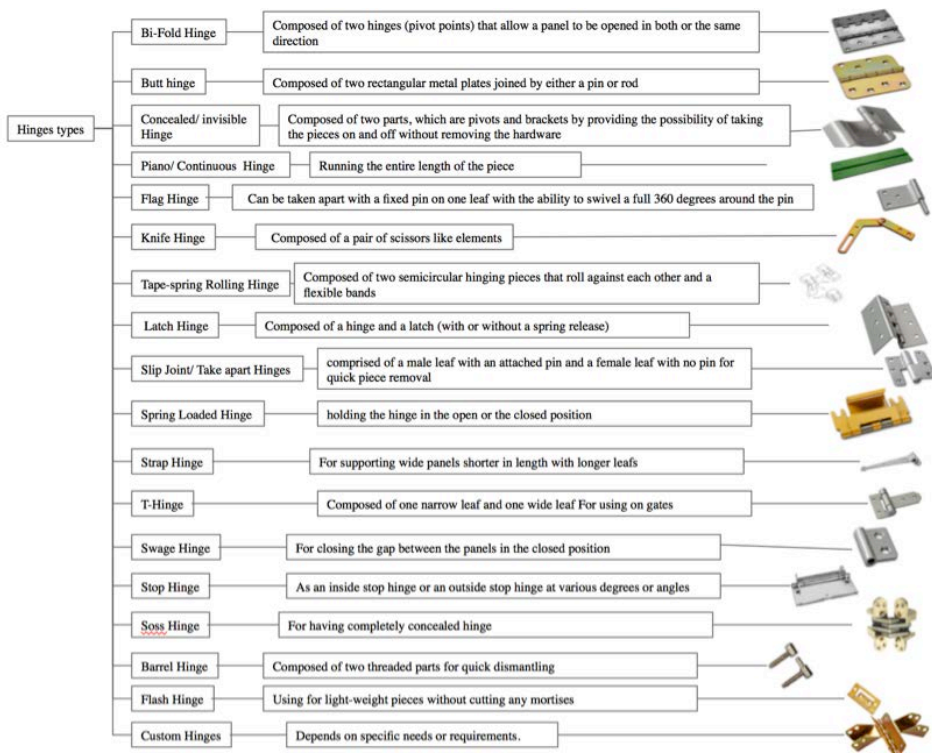 Hinges types
Bi-Fold Hinge
Composed of two hinges (pivot points) that allow a panel to be opened in both or the same
direction
Butt hinge
Composed of two rectangular metal plates joined by either a pin or rod
Concealed/ invisible
Hinge
Composed of two parts, which are pivots and brackets by providing the possibility of taking
the pieces on and off without removing the hardware
Piano/ Continuous Hinge
Running the entire length of the piece
Flag Hinge
Can be taken apart with a fixed pin on one leaf with the ability to swivel a full 360 degrees around the pin
Knife Hinge
Composed of a pair of scissors like elements
Tape-spring Rolling Hinge
Composed of two semicircular hinging pieces that roll against each other and a
flexible bands
Latch Hinge
Composed of a hinge and a latch (with or without a spring release)
Slip Joint/ Take apart Hinges
comprised of a male leaf with an attached pin and a female leaf with no pin for
quick piece removal
Spring Loaded Hinge
holding the hinge in the open or the closed position
Strap Hinge
For supporting wide panels shorter in length with longer leafs
T-Hinge
Composed of one narrow leaf and one wide leaf For using on gates
Swage Hinge
For closing the gap between the panels in the closed position
Stop Hinge
As an inside stop hinge or an outside stop hinge at various degrees or angles
Soss Hinge
For having completely concealed hinge
Barrel Hinge
Composed of two threaded parts for quick dismantling
Flash Hinge
Using for light-weight pieces without cutting any mortises
Custom Hinges
Depends on specific needs or requirements.